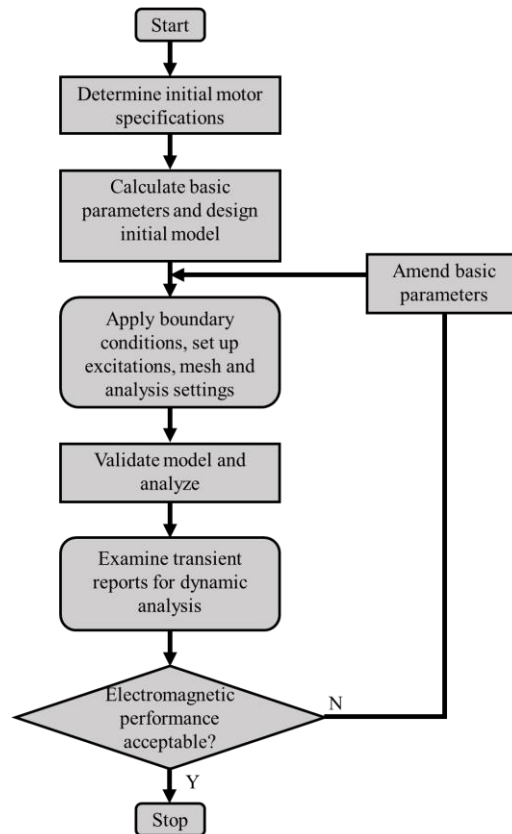 Start
Determine initial motor
specifications
Calculate basic
parameters and design
initial model
Amend basic
parameters
Apply boundary
conditions, set up
excitations, mesh and
analysis settings
Validate model and
analyze
Examine transient
reports for dynamic
analysis
Electromagnetic
performance
acceptable?
N
Y
Stop